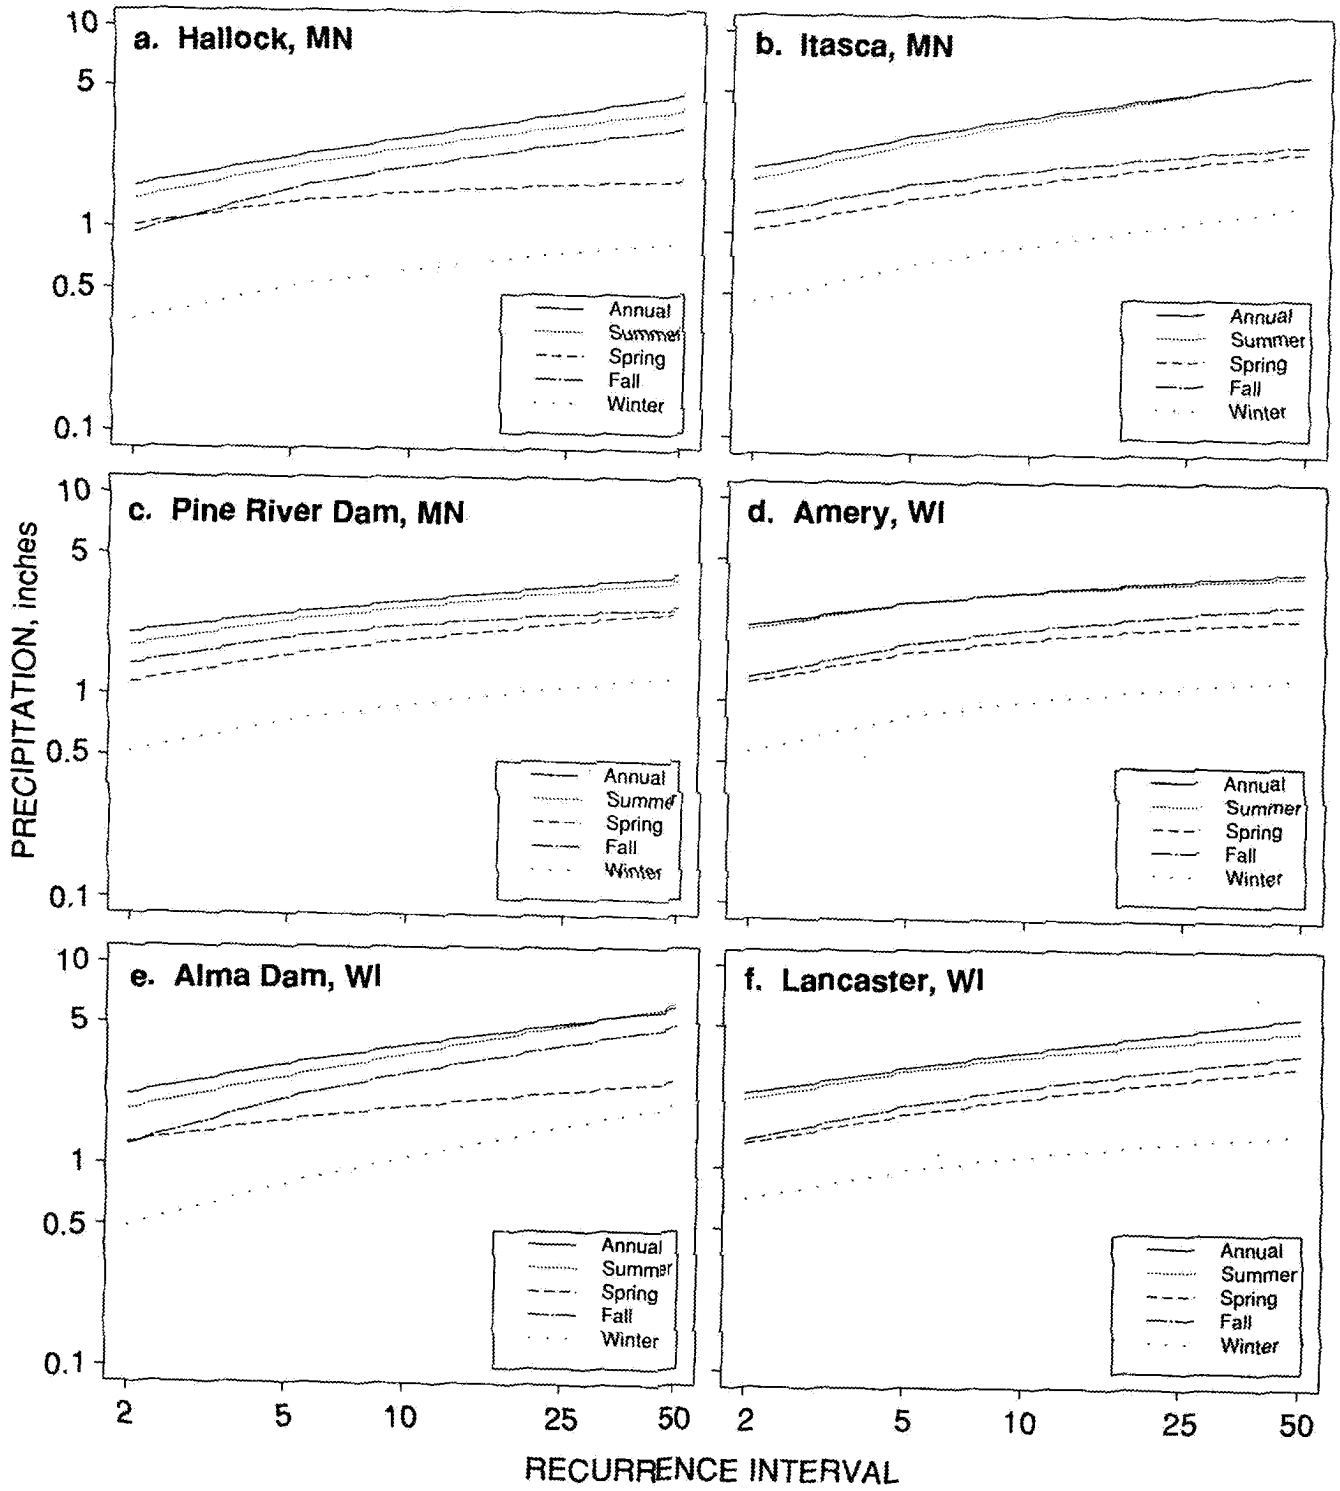 a. Hallock, MN
10
5
1
0.5
0.1
Annual
Summer
Spring
Fall
Winter
b. Itasca, MN
Annual
Summer
Spring
Fall
Winter
PRECIPITATION, inches
c. Pine River Dam, MN
10
5
1
0.5
0.1
Annual
Summer
Spring
Fall
Winter
d. Amery, WI
Annual
Summer
Spring
Fall
Winter
e. Alma Dam, WI
10
5
1
0.5
0.1
Annual
Summer
Spring
Fall
Winter
2 5 10 25 50
f. Lancaster, WI
Annual
Summer
Spring
Fall
Winter
2 5 10 25 50
RECURRENCE INTERVAL